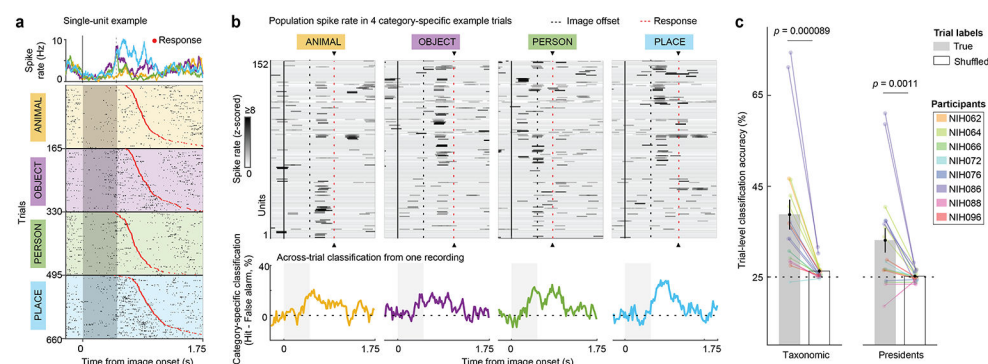 a
Single-unit example
Response
Spike
rate (Hz)
10
0
ANIMAL
OBJECT
PERSON
PLACE
Trials
165
330
495
660
0
1.75
Time from image onset (s)
b
Population spike rate in 4 category-specific example trials
Image offset
Response
ANIMAL
OBJECT
PERSON
PLACE
Spike rate (z-scored)
≥8
0
152
Units
1
Across-trial classification from one recording
Category-specific classification
(Hit - False alarm, %)
40
0
0 1.75
0 1.75
0 1.75
0 1.75
Time from image onset (s)
c
p = 0.000089
p = 0.0011
Trial-level classification accuracy (%)
65
45
25
Taxonomic
Presidents
Trial labels
True
Shuffled
Participants
NIH062
NIH064
NIH066
NIH072
NIH076
NIH086
NIH088
NIH096